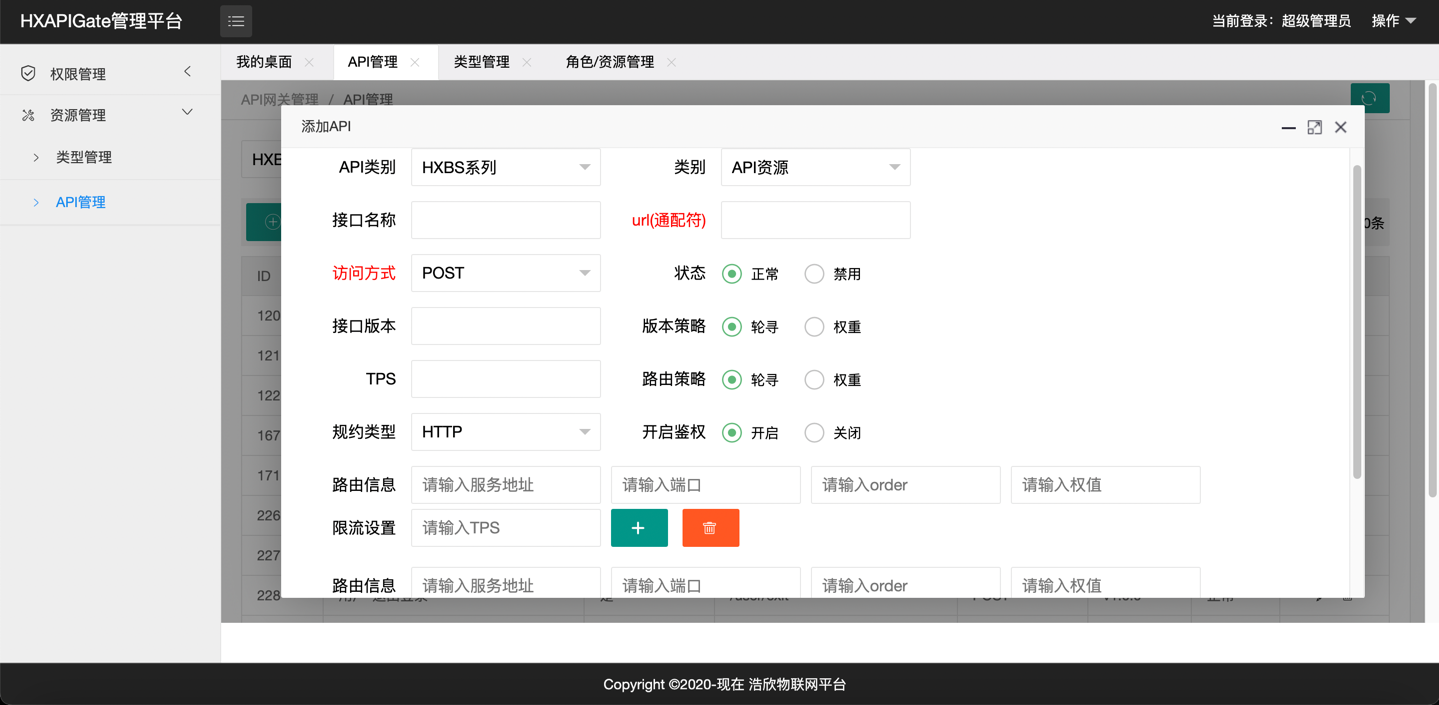 HXAPIGate管理平台
当前登录：超级管理员 操作
权限管理
资源管理
类型管理
API管理
我的桌面 API管理 类型管理 角色/资源管理
API网关管理 / API管理
添加API
HXB
API类别 HXBS系列 类别 API资源
接口名称 url(通配符)
0条
访问方式 POST 状态 正常 禁用
ID
接口版本 版本策略 轮寻 权重
120
121
TPS 路由策略 轮寻 权重
122
规约类型 HTTP 开启鉴权 开启 关闭
167
171
路由信息 请输入服务地址 请输入端口 请输入order 请输入权值
226
限流设置 请输入TPS
227
路由信息 请输入服务地址 请输入端口 请输入order 请输入权值
228
Copyright ©2020-现在 浩欣物联网平台